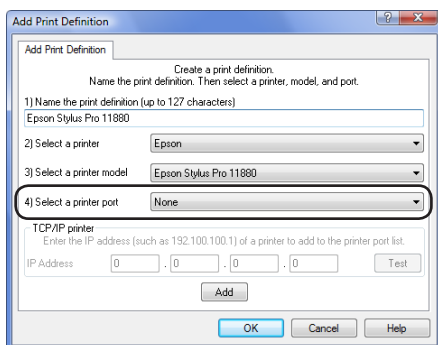 Add Print Definition
Add Print Definition
Create a print definition.
Name the print definition. Then select a printer, model, and port.
1) Name the print definition (up to 127 characters)
Epson Stylus Pro 11880
2) Select a printer Epson
3) Select a printer model Epson Stylus Pro 11880
4) Select a printer port None
TCP/IP printer
Enter the IP address (such as 192.100.100.1) of a printer to add to the printer port list.
IP Address 0 . 0 . 0 . 0 Test
Add
OK Cancel Help